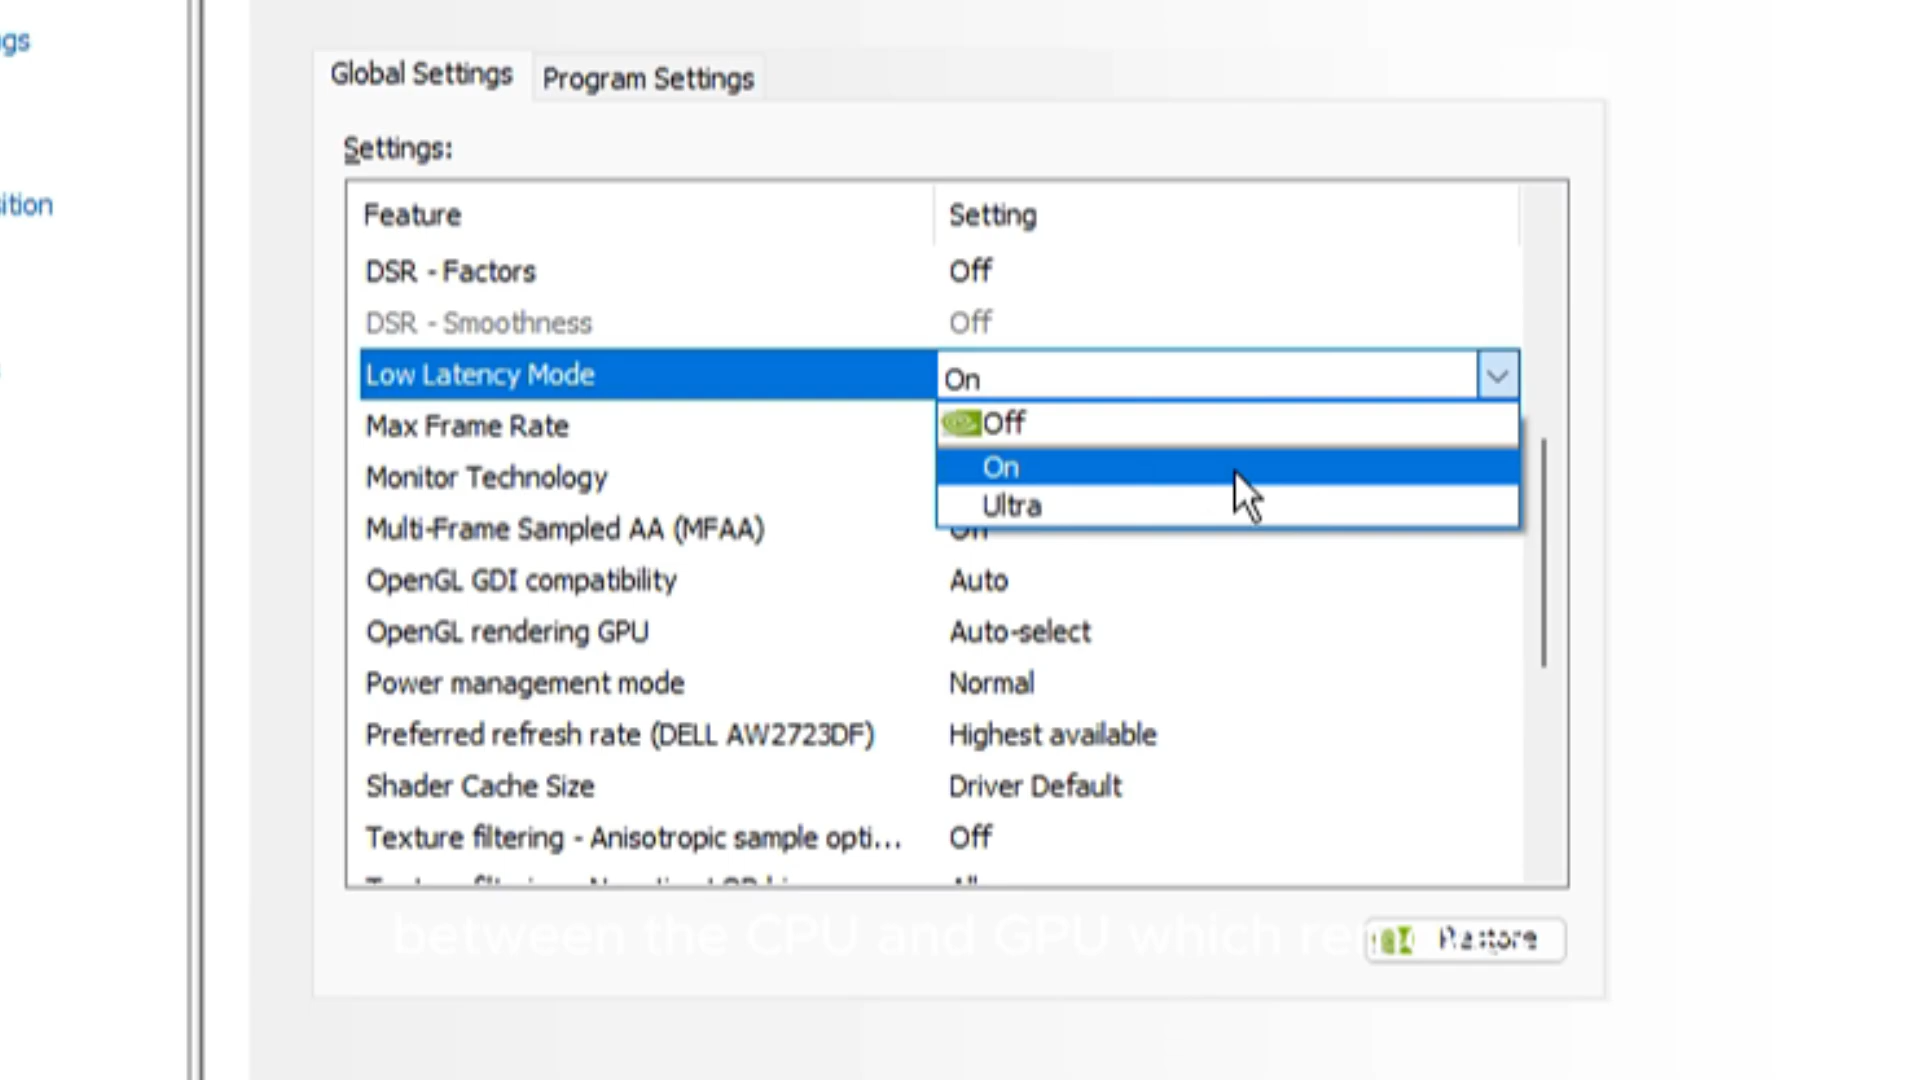 Global Settings
Program Settings
Settings:
Feature Setting
DSR - Factors Off
DSR - Smoothness Off
Low Latency Mode On
Off
Max Frame Rate
On
Monitor Technology
Ultra
Multi-Frame Sampled AA (MFAA) On
OpenGL GDI compatibility Auto
OpenGL rendering GPU Auto-select
Power management mode Normal
Preferred refresh rate (DELL AW2723DF) Highest available
Shader Cache Size Driver Default
Texture filtering - Anisotropic sample opti... Off
between the CPU and GPU which
Restore